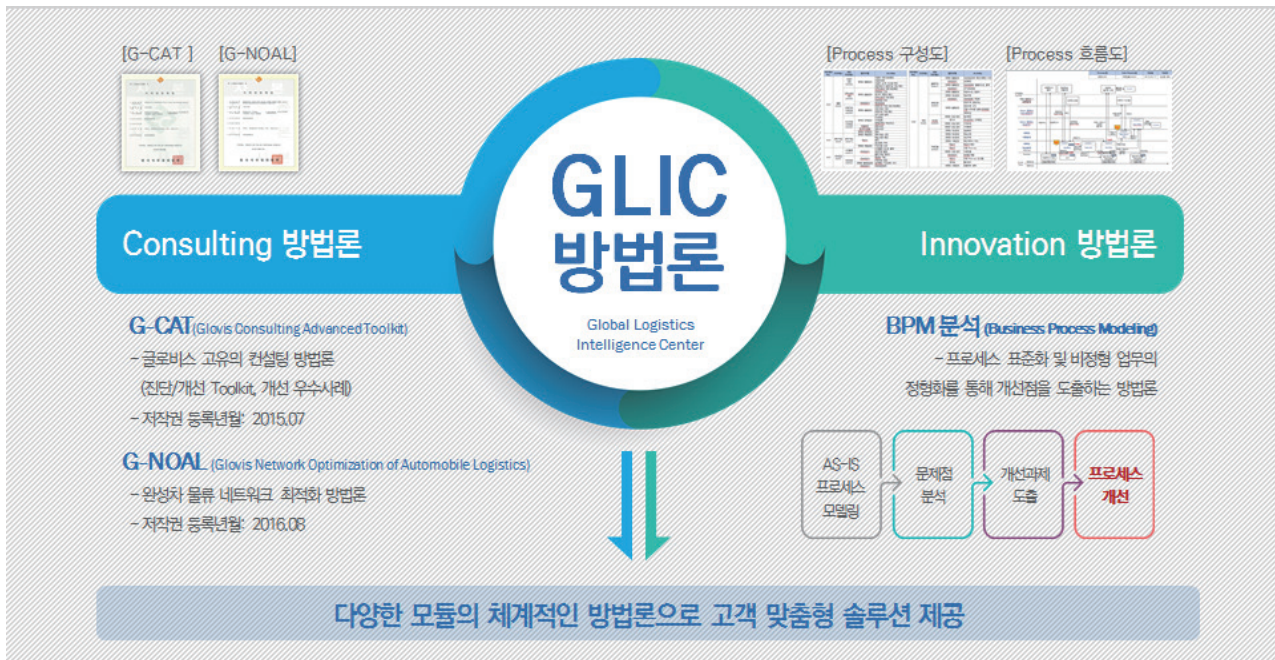 [G-CAT ]
[G-NOAL]
[Process 구성도]
[Process 흐름도]
GLIC
방법론
Global Logistics
Intelligence Center
Consulting 방법론
Innovation 방법론
G-CAT(Glovis Consulting Advanced Toolkit)
- 글로비스 고유의 컨설팅 방법론
(진단/개선 Toolkit, 개선 우수사례)
- 저작권 등록년월: 2015.07
G-NOAL (Glovis Network Optimization of Automobile Logistics)
- 완성차 물류 네트워크 최적화 방법론
- 저작권 등록년월: 2016.08
BPM 분석 (Business Process Modeling)
- 프로세스 표준화 및 비정형 업무의
정형화를 통해 개선점을 도출하는 방법론
AS-IS
프로세스
모델링
문제점
분석
개선과제
도출
프로세스
개선
다양한 모듈의 체계적인 방법론으로 고객 맞춤형 솔루션 제공